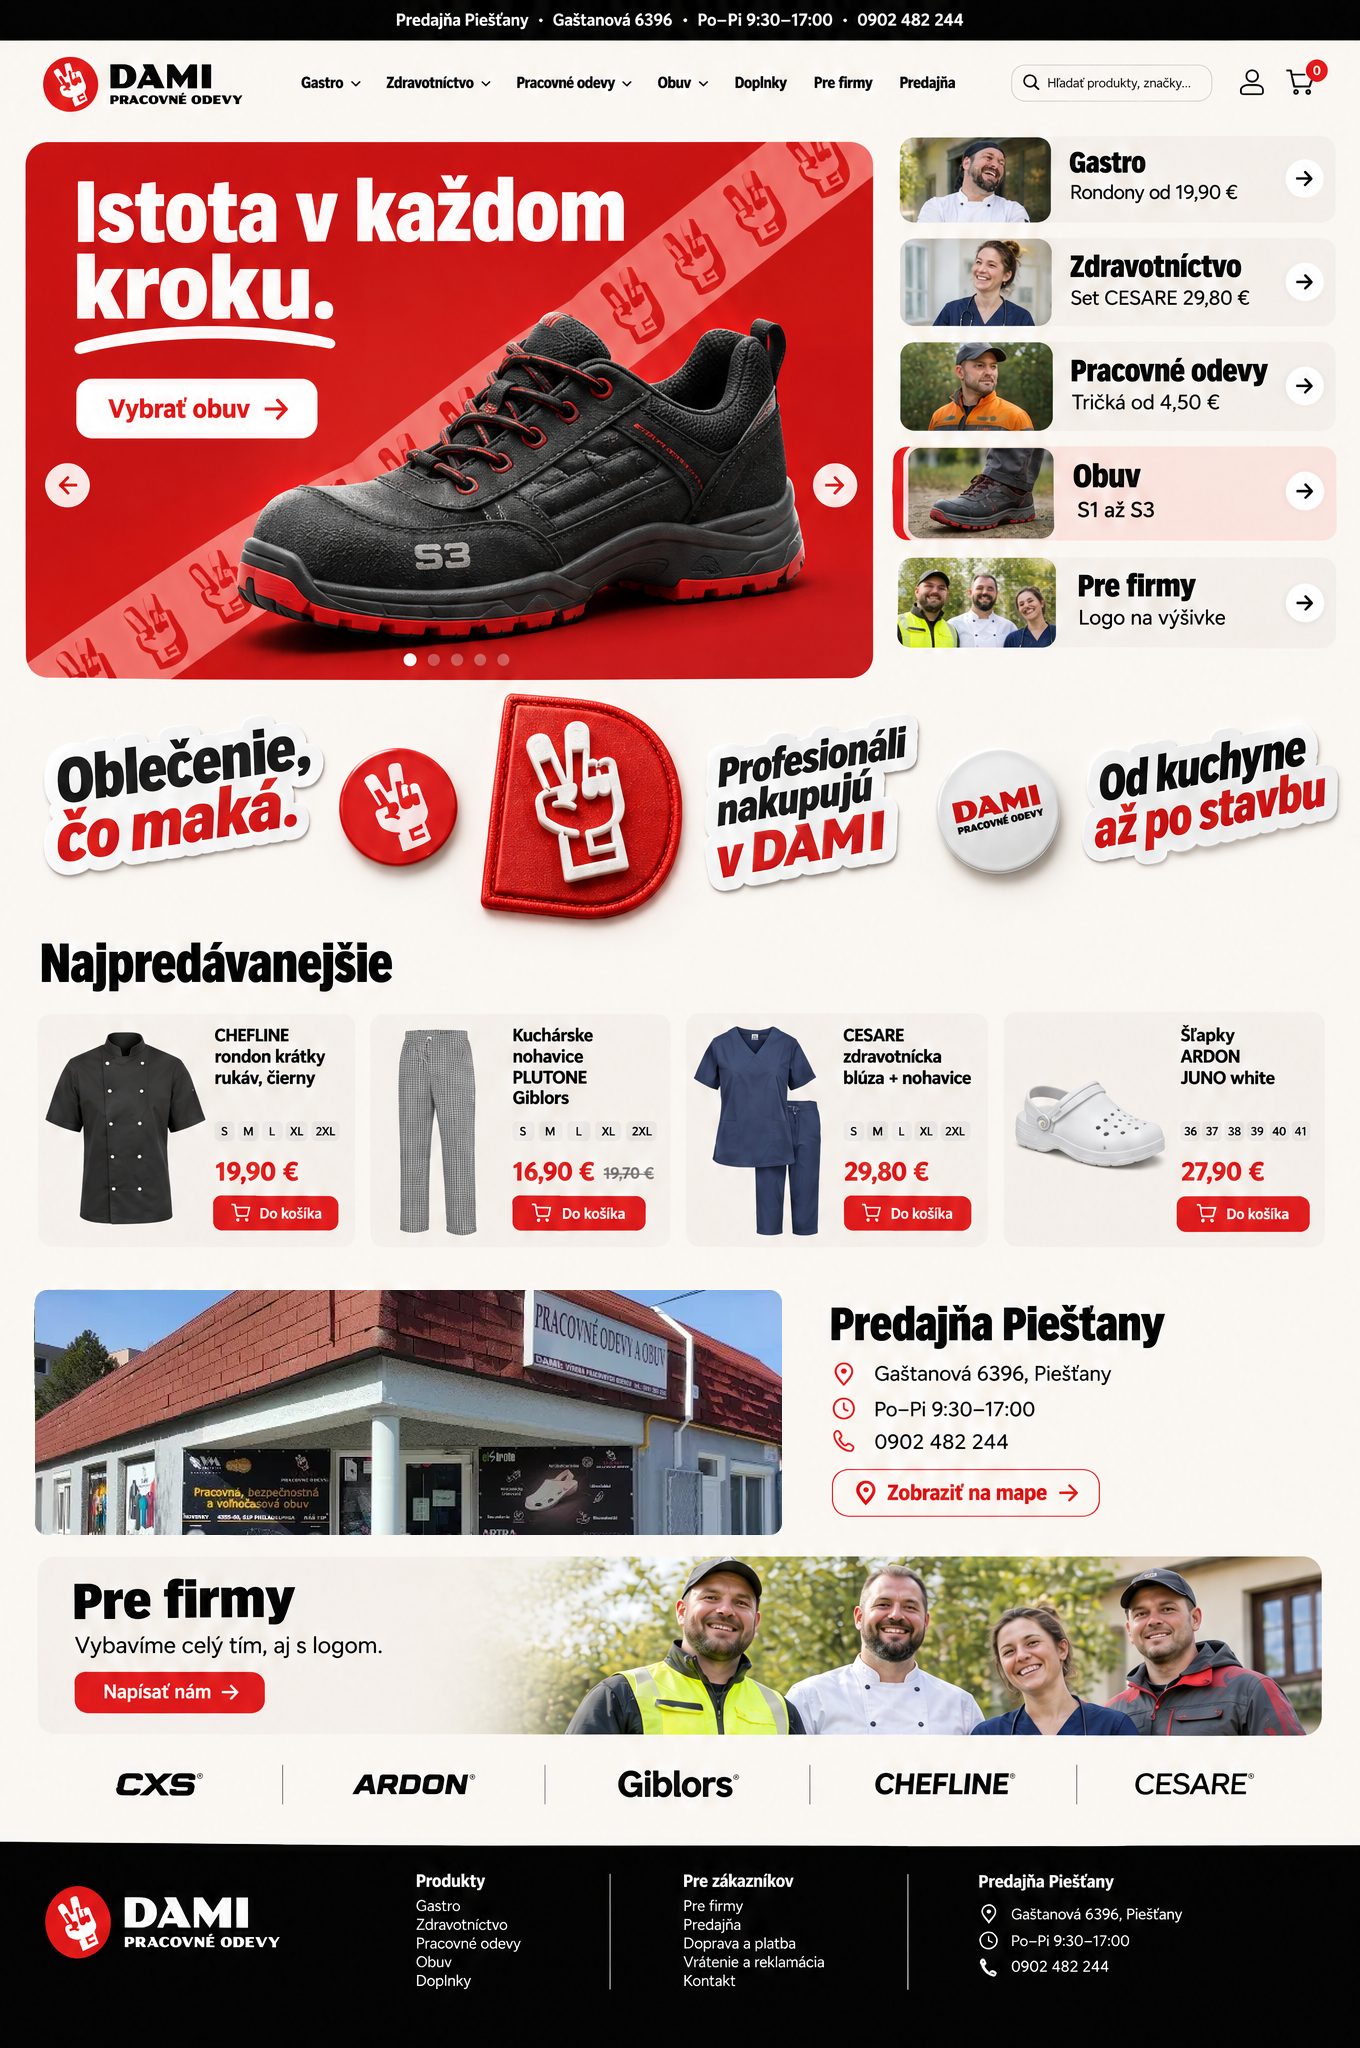 Predajňa Piešťany • Gaštanová 6396 • Po–Pi 9:30–17:00 • 0902 482 244
DAMI
PRACOVNÉ ODEVY
Gastro
Zdravotníctvo
Pracovné odevy
Obuv
Doplnky
Pre firmy
Predajňa
Hľadať produkty, značky...
0
Istota v každom
kroku.
Vybrať obuv
S3
Gastro
Rondony od 19,90 €
Zdravotníctvo
Set CESARE 29,80 €
Pracovné odevy
Tričká od 4,50 €
Obuv
S1 až S3
Pre firmy
Logo na výšivke
Oblečenie,
čo maká.
Profesionáli
nakupujú
v DAMI
DAMI
PRACOVNÉ ODEVY
Od kuchyne
až po stavbu
Najpredávanejšie
CHEFLINE
rondon krátky
rukáv, čierny
S M L XL 2XL
19,90 €
Do košíka
Kuchárske
nohavice
PLUTONE
Giblors
S M L XL 2XL
16,90 € 19,70 €
Do košíka
CESARE
zdravotnícka
blúza + nohavice
S M L XL 2XL
29,80 €
Do košíka
Šľapky
ARDON
JUNO white
36 37 38 39 40 41
27,90 €
Do košíka
PRACOVNÉ ODEVY A OBUV
DAMI: VÝROBA PRACOVNÝCH ODEVOV
PRACOVNÉ ODEVY
Pracovná, bezpečnostná
a voľnočasová obuv
ARTRA
Predajňa Piešťany
Gaštanová 6396, Piešťany
Po–Pi 9:30–17:00
0902 482 244
Zobraziť na mape
Pre firmy
Vybavíme celý tím, aj s logom.
Napísať nám
CXS®
ARDON®
Giblors®
CHEFLINE®
CESARE®
DAMI
PRACOVNÉ ODEVY
Produkty
Gastro
Zdravotníctvo
Pracovné odevy
Obuv
Doplnky
Pre zákazníkov
Pre firmy
Predajňa
Doprava a platba
Vrátenie a reklamácia
Kontakt
Predajňa Piešťany
Gaštanová 6396, Piešťany
Po–Pi 9:30–17:00
0902 482 244